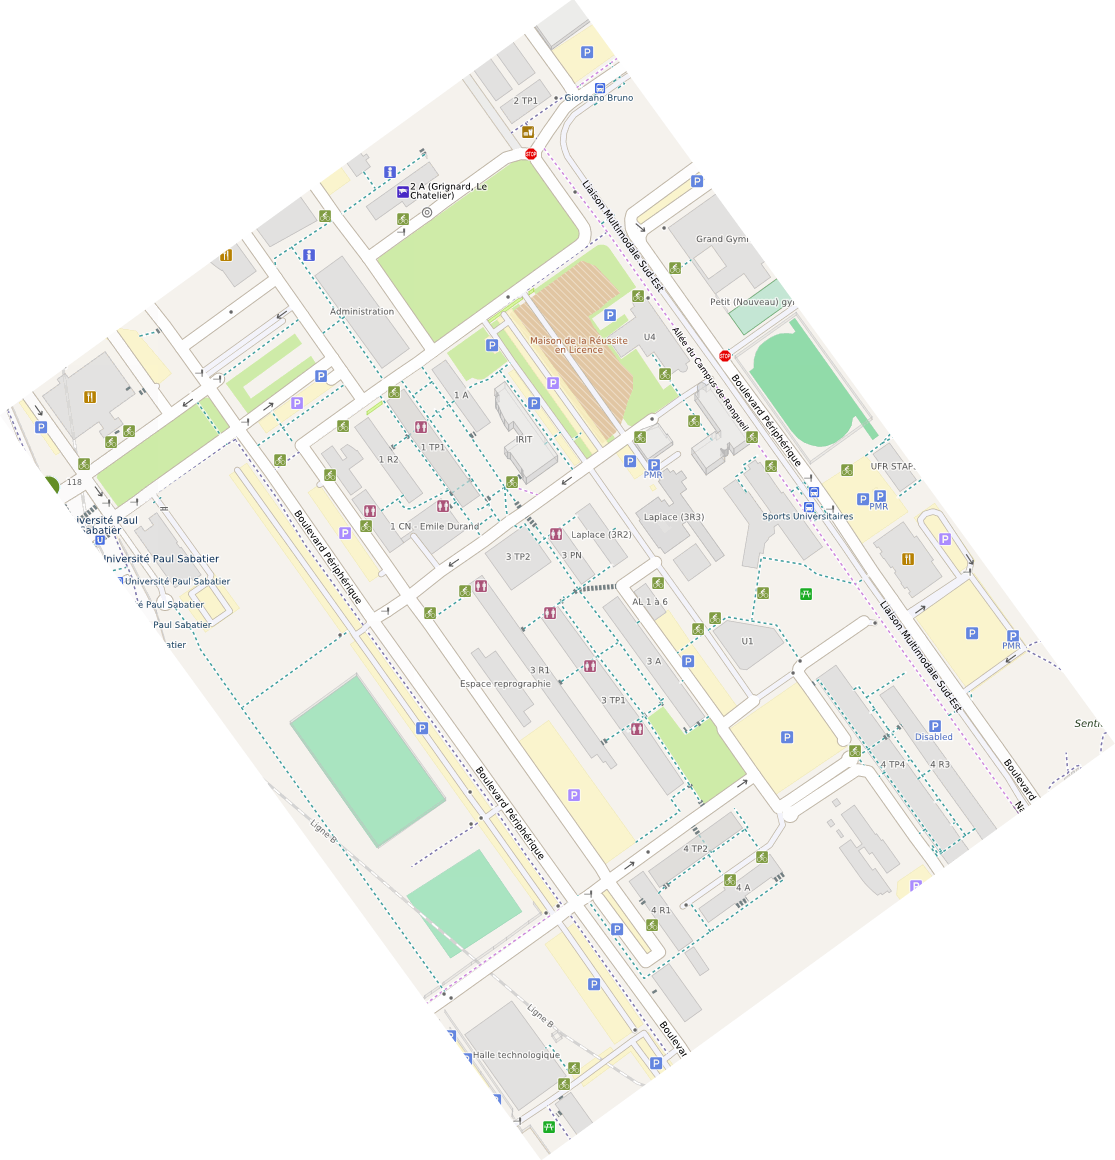 P
Giordano Bruno
2 TP1
STOP
2 A (Grignard, Le
Chatelier)
P
Liaison Multimodale Sud-Est
Grand Gym
Petit (Nouveau) gy
Administration
P
U4
Maison de la Réussite
en Licence
STOP
P
P
P
P
P
P
1 A
Allée du Campus de Rangueil
Boulevard Périphérique
IRIT
1 TP1
1 R2
P
P
PMR
UFR STAP
118
P
P
PMR
Université Paul
Sabatier
Boulevard Périphérique
P
1 CN - Emile Durand
Laplace (3R3)
Sports Universitaires
Laplace (3R2)
P
3 PN
3 TP2
Université Paul Sabatier
Université Paul Sabatier
é Paul Sabatier
Paul Sabatier
atier
AL 1 à 6
Liaison Multimodale Sud-Est
U1
P
P
PMR
3 A
P
3 R1
Espace reprographie
3 TP1
P
P
P
Disabled
Senti
4 TP4
4 R3
Boulevard
P
Boulevard Périphérique
Ligne B
4 TP2
4 A
P
4 R1
P
P
Ligne B
Boulevar
Halle technologique
P